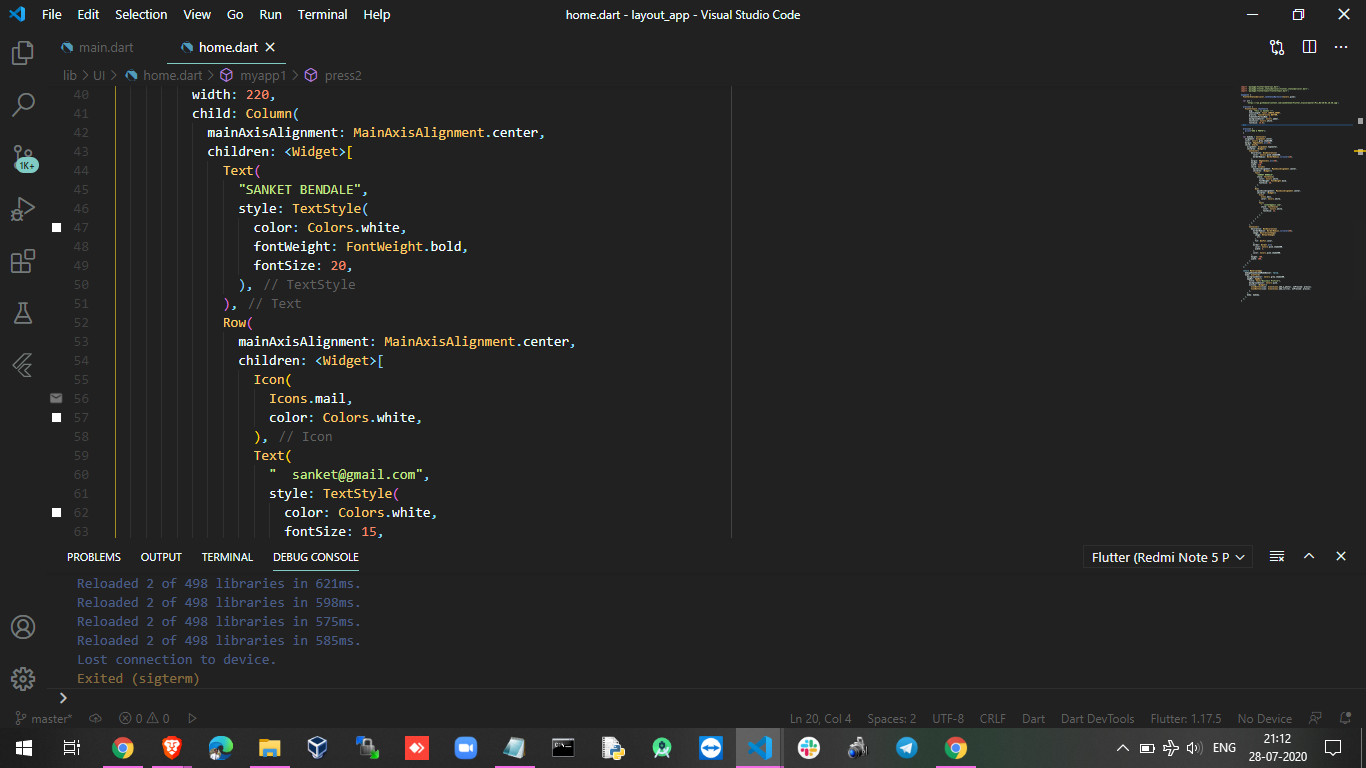 File Edit Selection View Go Run Terminal Help home.dart - layout_app - Visual Studio Code
main.dart home.dart
lib > UI > home.dart > myapp1 > press2
40 width: 220,
41 child: Column(
42 mainAxisAlignment: MainAxisAlignment.center,
43 children: <Widget>[
44 Text(
45 "SANKET BENDALE",
46 style: TextStyle(
47 color: Colors.white,
48 fontWeight: FontWeight.bold,
49 fontSize: 20,
50 ), // TextStyle
51 ), // Text
52 Row(
53 mainAxisAlignment: MainAxisAlignment.center,
54 children: <Widget>[
55 Icon(
56 Icons.mail,
57 color: Colors.white,
58 ), // Icon
59 Text(
60 "  sanket@gmail.com",
61 style: TextStyle(
62 color: Colors.white,
63 fontSize: 15,
1K+
PROBLEMS OUTPUT TERMINAL DEBUG CONSOLE Flutter (Redmi Note 5 P
Reloaded 2 of 498 libraries in 621ms.
Reloaded 2 of 498 libraries in 598ms.
Reloaded 2 of 498 libraries in 575ms.
Reloaded 2 of 498 libraries in 585ms.
Lost connection to device.
Exited (sigterm)
master* 0 0 Ln 20, Col 4 Spaces: 2 UTF-8 CRLF Dart Dart DevTools Flutter: 1.17.5 No Device
ENG 21:12
28-07-2020